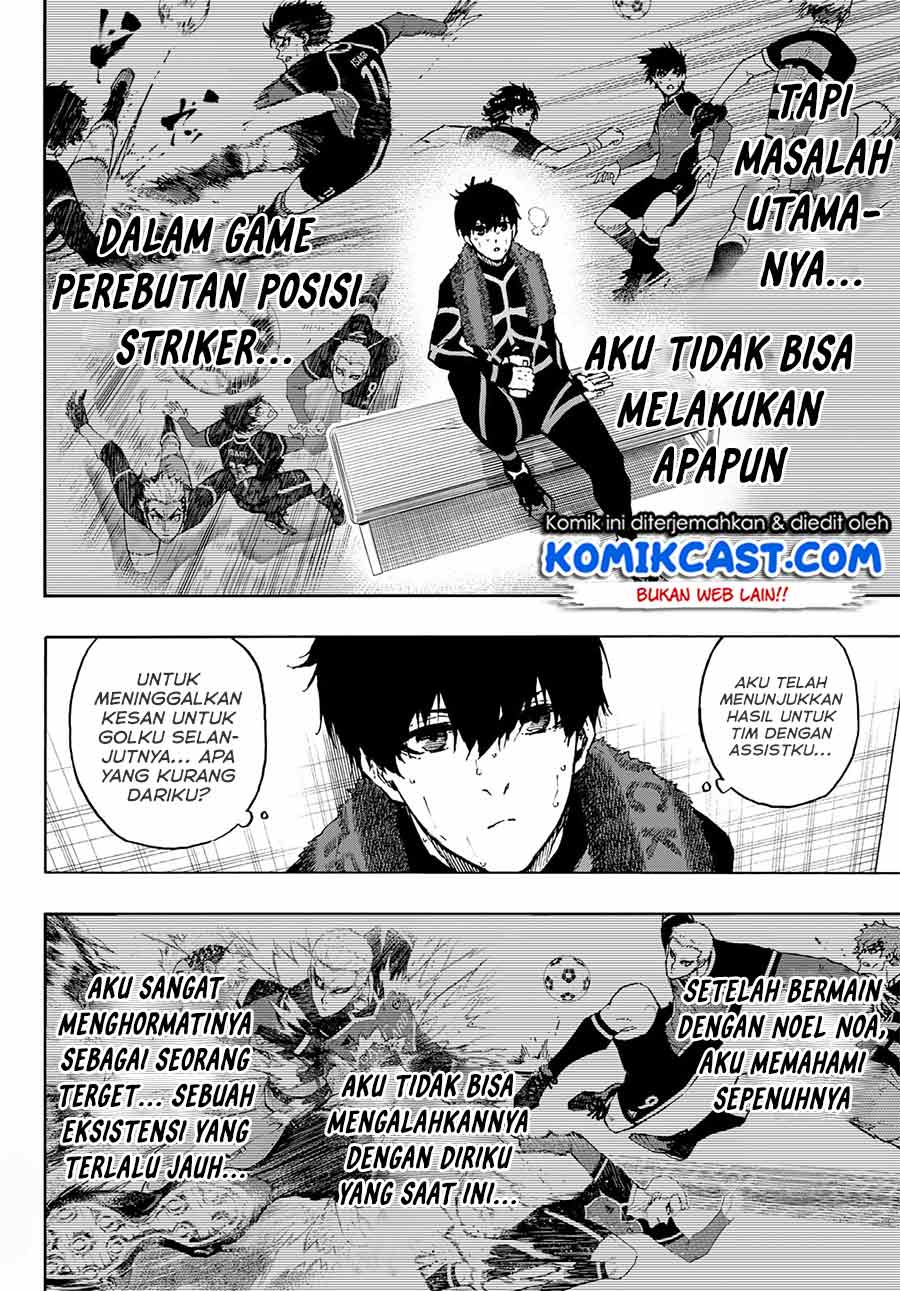 TAPI
MASALAH
UTAMA-
NYA...
AKU TIDAK BISA
MELAKUKAN
APAPUN
DALAM GAME
PEREBUTAN POSISI
STRIKER...
ISAGI
11
ISAGI
Komik ini diterjemahkan & diedit oleh
KOMIKCAST.COM
BUKAN WEB LAIN!!
AKU TELAH
MENUNJUKKAN
HASIL UNTUK
TIM DENGAN
ASSISTKU...
UNTUK
MENINGGALKAN
KESAN UNTUK
GOLKU SELAN-
JUTNYA... APA
YANG KURANG
DARIKU?
SETELAH BERMAIN
DENGAN NOEL NOA,
AKU MEMAHAMI
SEPENUHNYA
AKU TIDAK BISA
MENGALAHKANNYA
DENGAN DIRIKU
YANG SAAT INI...
AKU SANGAT
MENGHORMATINYA
SEBAGAI SEORANG
TERGET... SEBUAH
EKSISTENSI YANG
TERLALU JAUH...